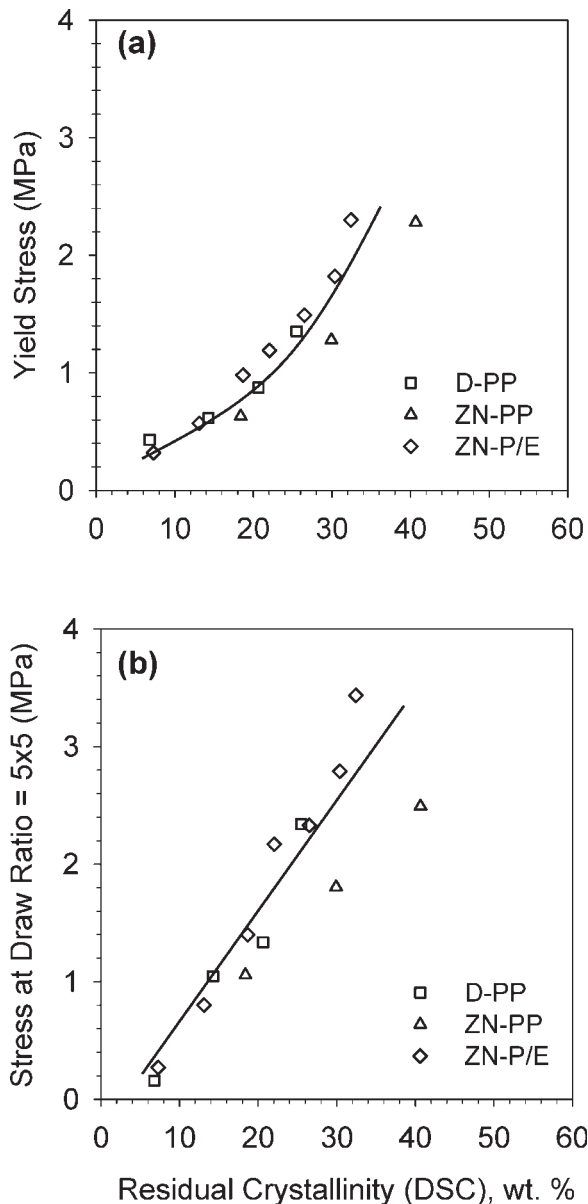 4
(a)
3
Yield Stress (MPa)
2
1
D-PP
ZN-PP
ZN-P/E
0
0 10 20 30 40 50 60
4
(b)
3
Stress at Draw Ratio = 5x5 (MPa)
2
1
D-PP
ZN-PP
ZN-P/E
0
0 10 20 30 40 50 60
Residual Crystallinity (DSC), wt. %